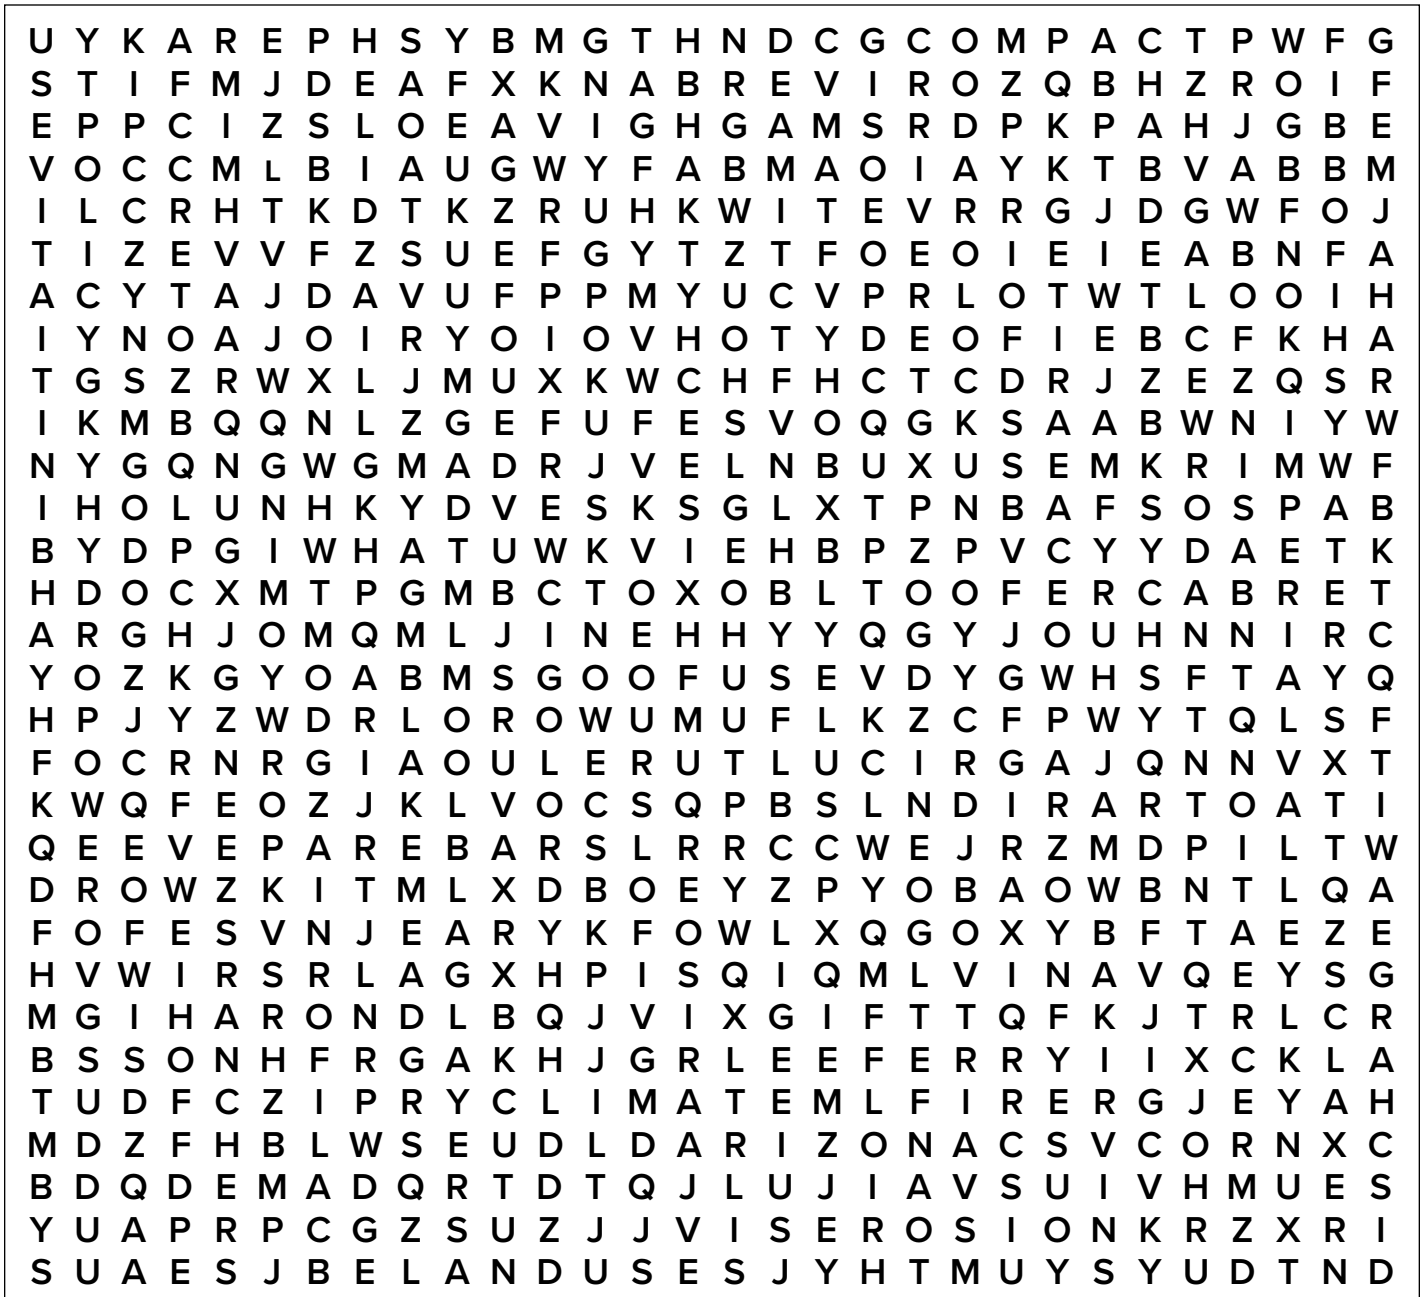 U Y K A R E P H S Y B M G T H N D C G C O M P A C T P W F G
S T I F M J D E A F X K N A B R E V I R O Z Q B H Z R O I F
E P P C I Z S L O E A V I G H G A M S R D P K P A H J G B E
V O C C M L B I A U G W Y F A B M A O I A Y K T B V A B B M
I L C R H T K D T K Z R U H K W I T E V R R G J D G W F O J
T I Z E V V F Z S U E F G Y T Z T F O E O I E I E A B N F A
A C Y T A J D A V U F P P M Y U C V P R L O T W T L O O I H
I Y N O A J O I R Y O I O V H O T Y D E O F I E B C F K H A
T G S Z R W X L J M U X K W C H F H C T C D R J Z E Z Q S R
I K M B Q Q N L Z G E F U F E S V O Q G K S A A B W N I Y W
N Y G Q N G W G M A D R J V E L N B U X U S E M K R I M W F
I H O L U N H K Y D V E S K S G L X T P N B A F S O S P A B
B Y D P G I W H A T U W K V I E H B P Z P V C Y Y D A E T K
H D O C X M T P G M B C T O X O B L T O O F E R C A B R E T
A R G H J O M Q M L J I N E H H Y Y Q G Y J O U H N N I R C
Y O Z K G Y O A B M S G O O F U S E V D Y G W H S F T A Y Q
H P J Y Z W D R L O R O W U M U F L K Z C F P W Y T Q L S F
F O C R N R G I A O U L E R U T L U C I R G A J Q N N V X T
K W Q F E O Z J K L V O C S Q P B S L N D I R A R T O A T I
Q E E V E P A R E B A R S L R R C C W E J R Z M D P I L T W
D R O W Z K I T M L X D B O E Y Z P Y O B A O W B N T L Q A
F O F E S V N J E A R Y K F O W L X Q G O X Y B F T A E Z E
H V W I R S R L A G X H P I S Q I Q M L V I N A V Q E Y S G
M G I H A R O N D L B Q J V I X G I F T T Q F K J T R L C R
B S S O N H F R G A K H J G R L E E F E R R Y I I X C K L A
T U D F C Z I P R Y C L I M A T E M L F I R E R G J E Y A H
M D Z F H B L W S E U D L D A R I Z O N A C S V C O R N X C
B D Q D E M A D Q R T D T Q J L U J I A V S U I V H M U E S
Y U A P R P C G Z S U Z J J V I S E R O S I O N K R Z X R I
S U A E S J B E L A N D U S E S J Y H T M U Y S Y U D T N D